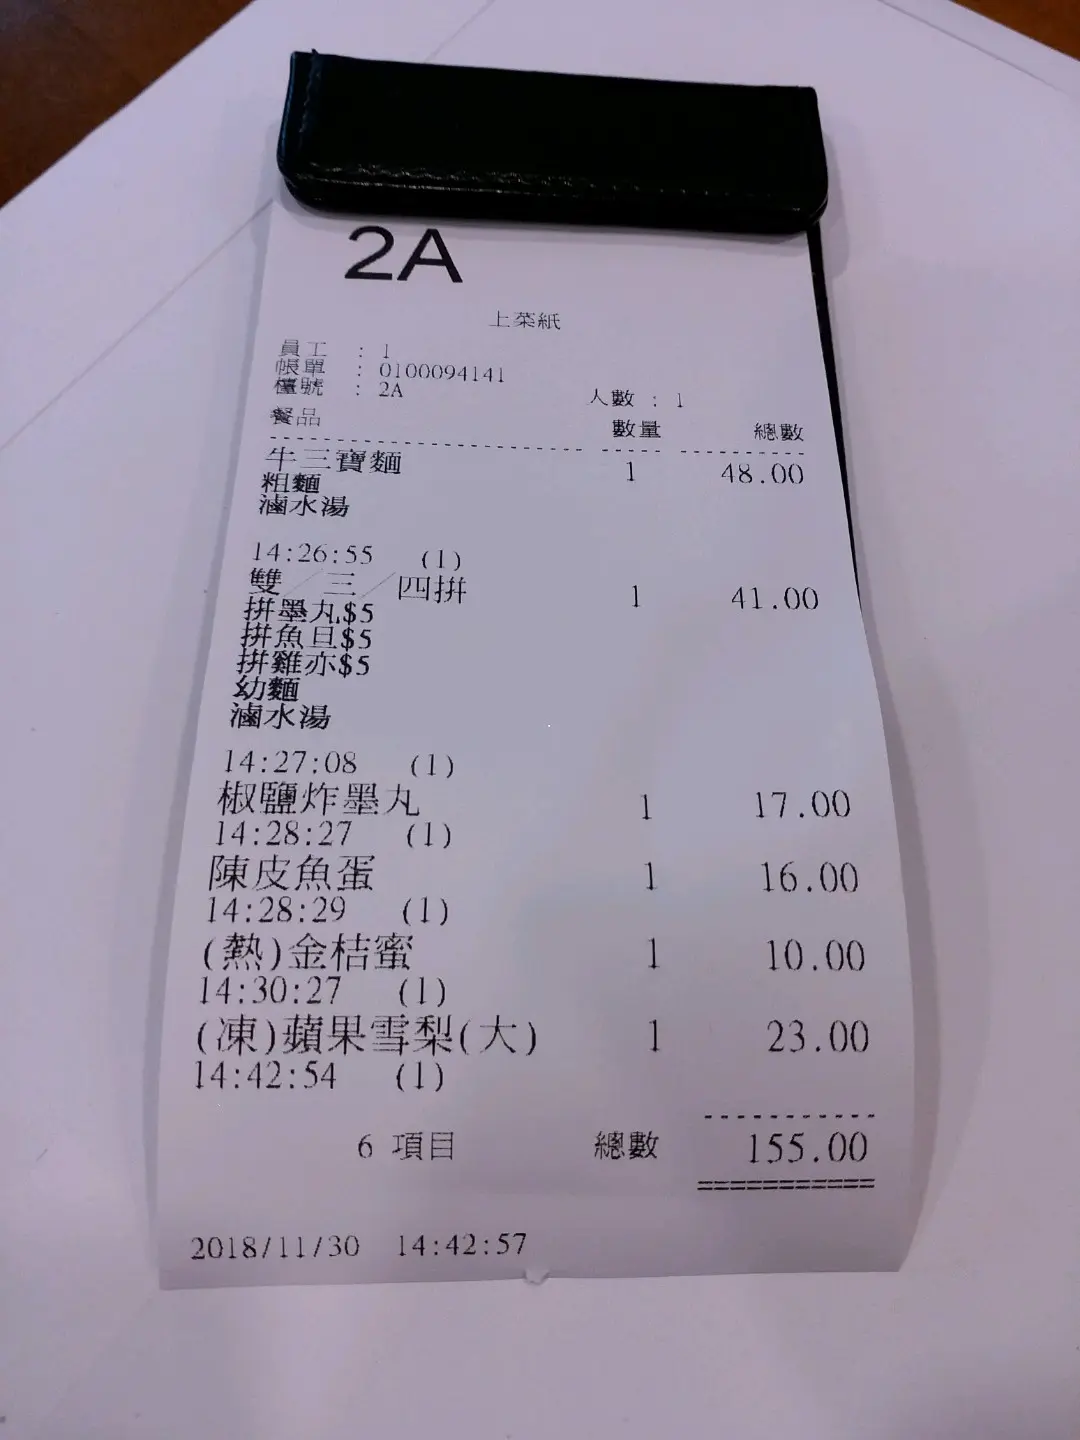 2A
上菜紙
員工 : 1
帳單 : 0100094141
檯號 : 2A 人數 : 1
餐品 數量 總數
牛三寶麵 1 48.00
粗麵
滷水湯
14:26:55 (1)
雙／三／四拼 1 41.00
拼墨丸$5
拼魚旦$5
拼雞亦$5
幼麵
滷水湯
14:27:08 (1)
椒鹽炸墨丸 1 17.00
14:28:27 (1)
陳皮魚蛋 1 16.00
14:28:29 (1)
(熱)金桔蜜 1 10.00
14:30:27 (1)
(凍)蘋果雪梨(大) 1 23.00
14:42:54 (1)
6 項目 總數 155.00
2018/11/30 14:42:57